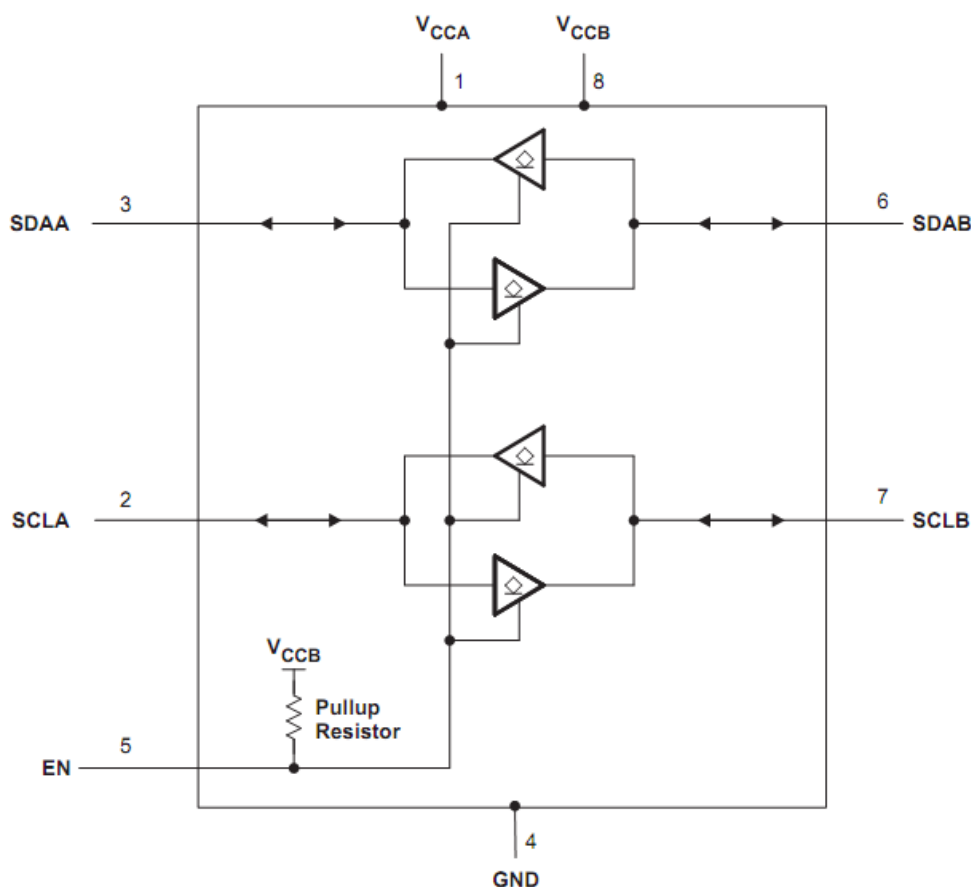 VCCA VCCB
1 8
3 6
SDAA SDAB
2 7
SCLA SCLB
VCCB
Pullup
Resistor
5
EN
4
GND